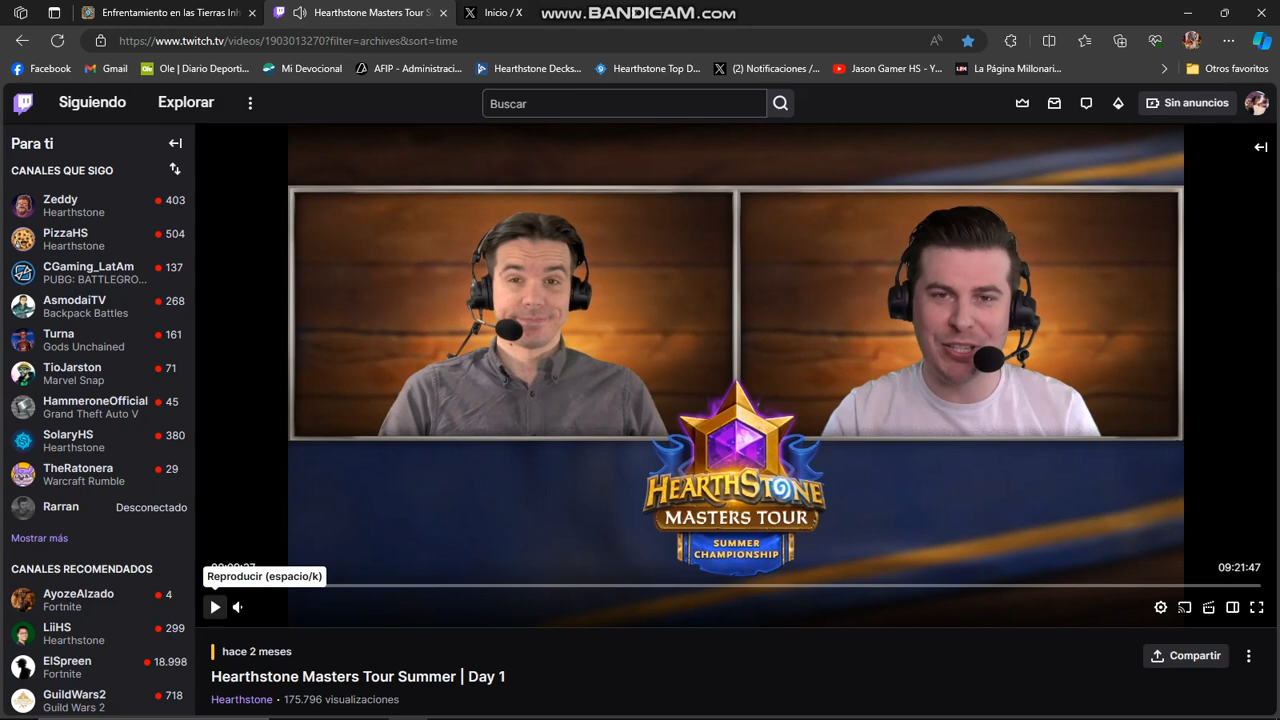 Enfrentamiento en las Tierras Inh
Hearthstone Masters Tour S
Inicio / X
www.BANDICAM.com
https://www.twitch.tv/videos/1903013270?filter=archives&sort=time
Facebook
Gmail
Ole
Ole | Diario Deporti...
Mi Devocional
AFIP - Administraci...
Hearthstone Decks...
Hearthstone Top D...
(2) Notificaciones /...
Jason Gamer HS - Y...
La Página Millonari...
Otros favoritos
Siguiendo
Explorar
Buscar
Sin anuncios
Para ti
CANALES QUE SIGO
Zeddy
403
Hearthstone
PizzaHS
504
Hearthstone
CGaming_LatAm
137
PUBG: BATTLEGRO...
AsmodaiTV
268
Backpack Battles
Turna
161
Gods Unchained
TioJarston
71
Marvel Snap
HammeroneOfficial
45
Grand Theft Auto V
SolaryHS
380
Hearthstone
TheRatonera
29
Warcraft Rumble
Rarran
Desconectado
Mostrar más
CANALES RECOMENDADOS
AyozeAlzado
4
Fortnite
LiiHS
299
Hearthstone
ElSpreen
18.998
Fortnite
GuildWars2
718
Guild Wars 2
HEARTHSTONE
MASTERS TOUR
SUMMER
CHAMPIONSHIP
09:21:47
Reproducir (espacio/k)
hace 2 meses
Compartir
Hearthstone Masters Tour Summer | Day 1
Hearthstone • 175.796 visualizaciones